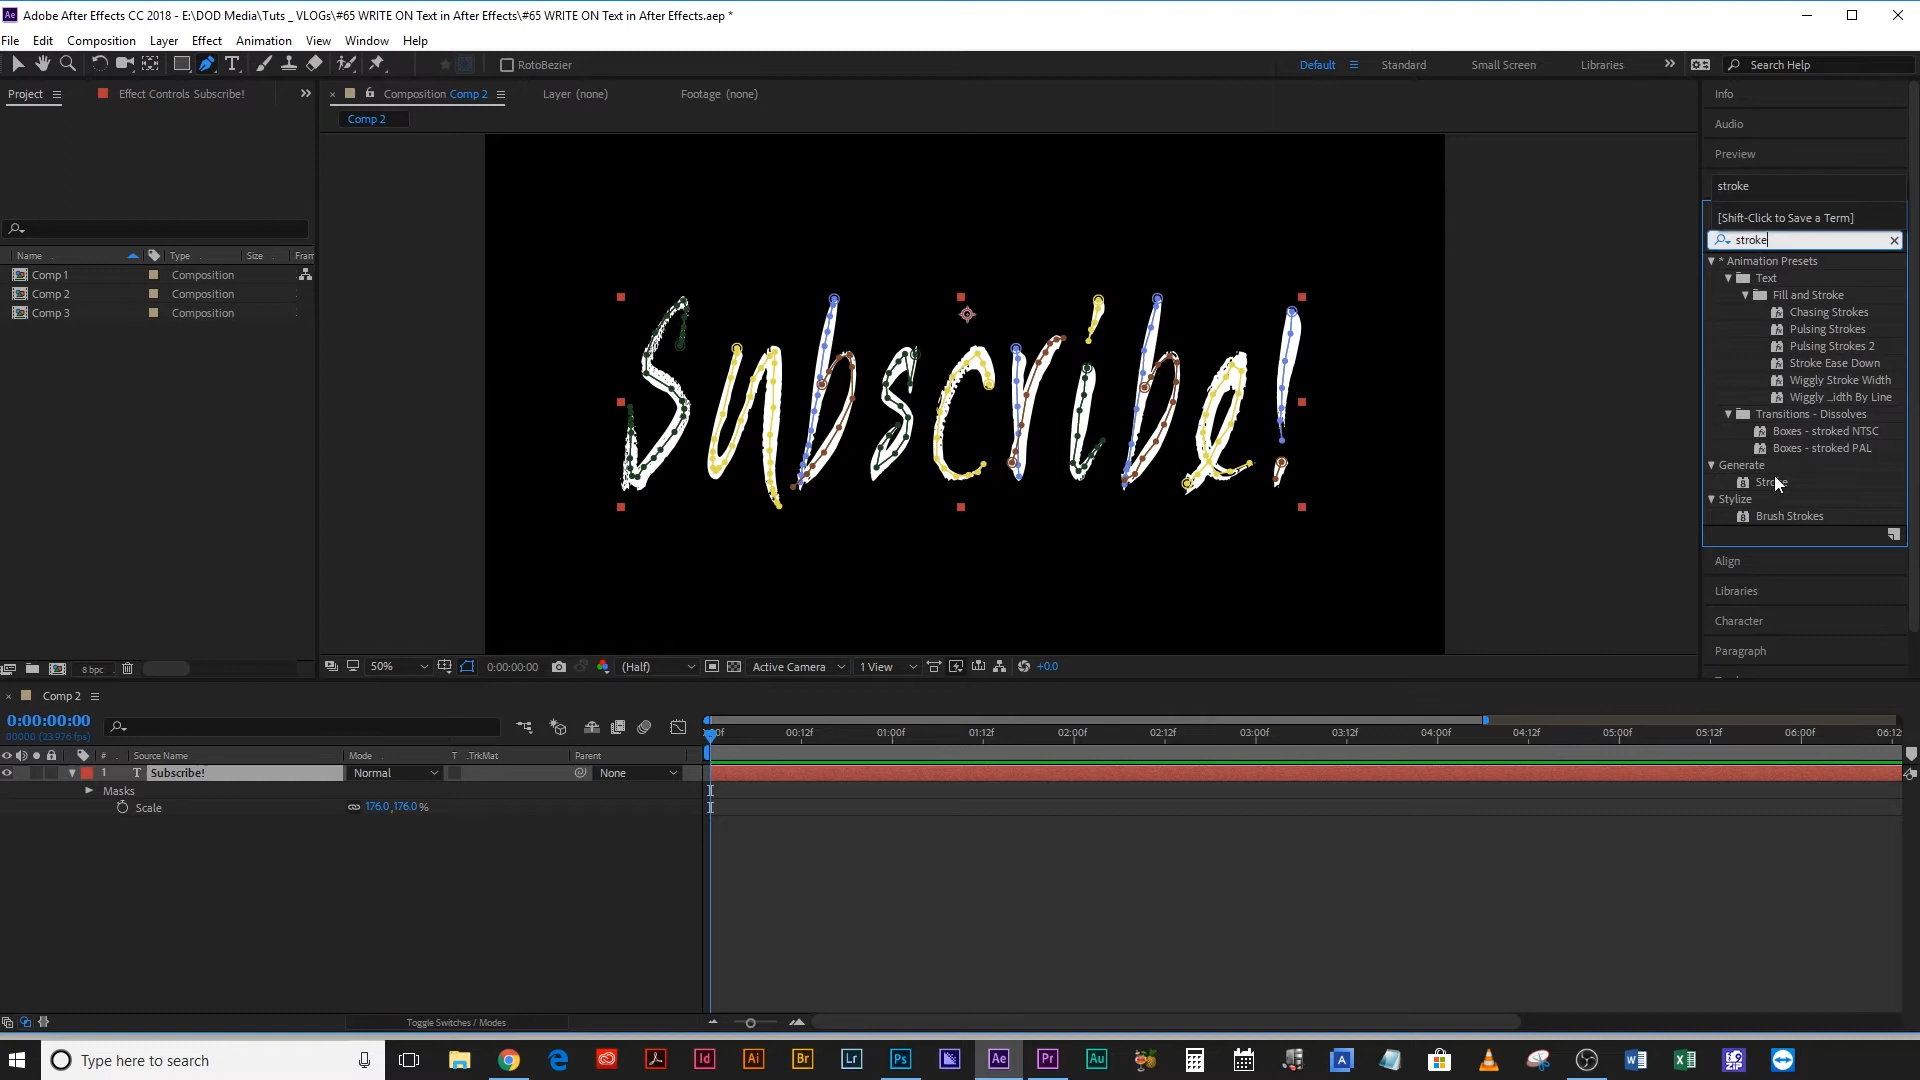 Adobe After Effects CC 2018 - E:\DOD Media\Tuts _ VLOGs\#65 WRITE ON Text in After Effects\#65 WRITE ON Text in After Effects.aep *
File Edit Composition Layer Effect Animation View Window Help
RotoBezier
Default Standard Small Screen Libraries Search Help
Project Effect Controls Subscribe!
Composition Comp 2 Layer (none) Footage (none)
Comp 2
Name Type Size Fram
Comp 1 Composition
Comp 2 Composition
Comp 3 Composition
8 bpc
Subscribe!
50% 0:00:00:00 (Half) Active Camera 1 View +0.0
Info
Audio
Preview
stroke
[Shift-Click to Save a Term]
stroke
* Animation Presets
Text
Fill and Stroke
Chasing Strokes
Pulsing Strokes
Pulsing Strokes 2
Stroke Ease Down
Wiggly Stroke Width
Wiggly ...idth By Line
Transitions - Dissolves
Boxes - stroked NTSC
Boxes - stroked PAL
Generate
Stroke
Stylize
Brush Strokes
Align
Libraries
Character
Paragraph
Comp 2
0:00:00:00
00000 (23.976 fps)
00f 00:12f 01:00f 01:12f 02:00f 02:12f 03:00f 03:12f 04:00f 04:12f 05:00f 05:12f 06:00f 06:12
# Source Name Mode T .TrkMat Parent
1 T Subscribe! Normal None
Masks
Scale 176.0,176.0 %
Toggle Switches / Modes
Type here to search